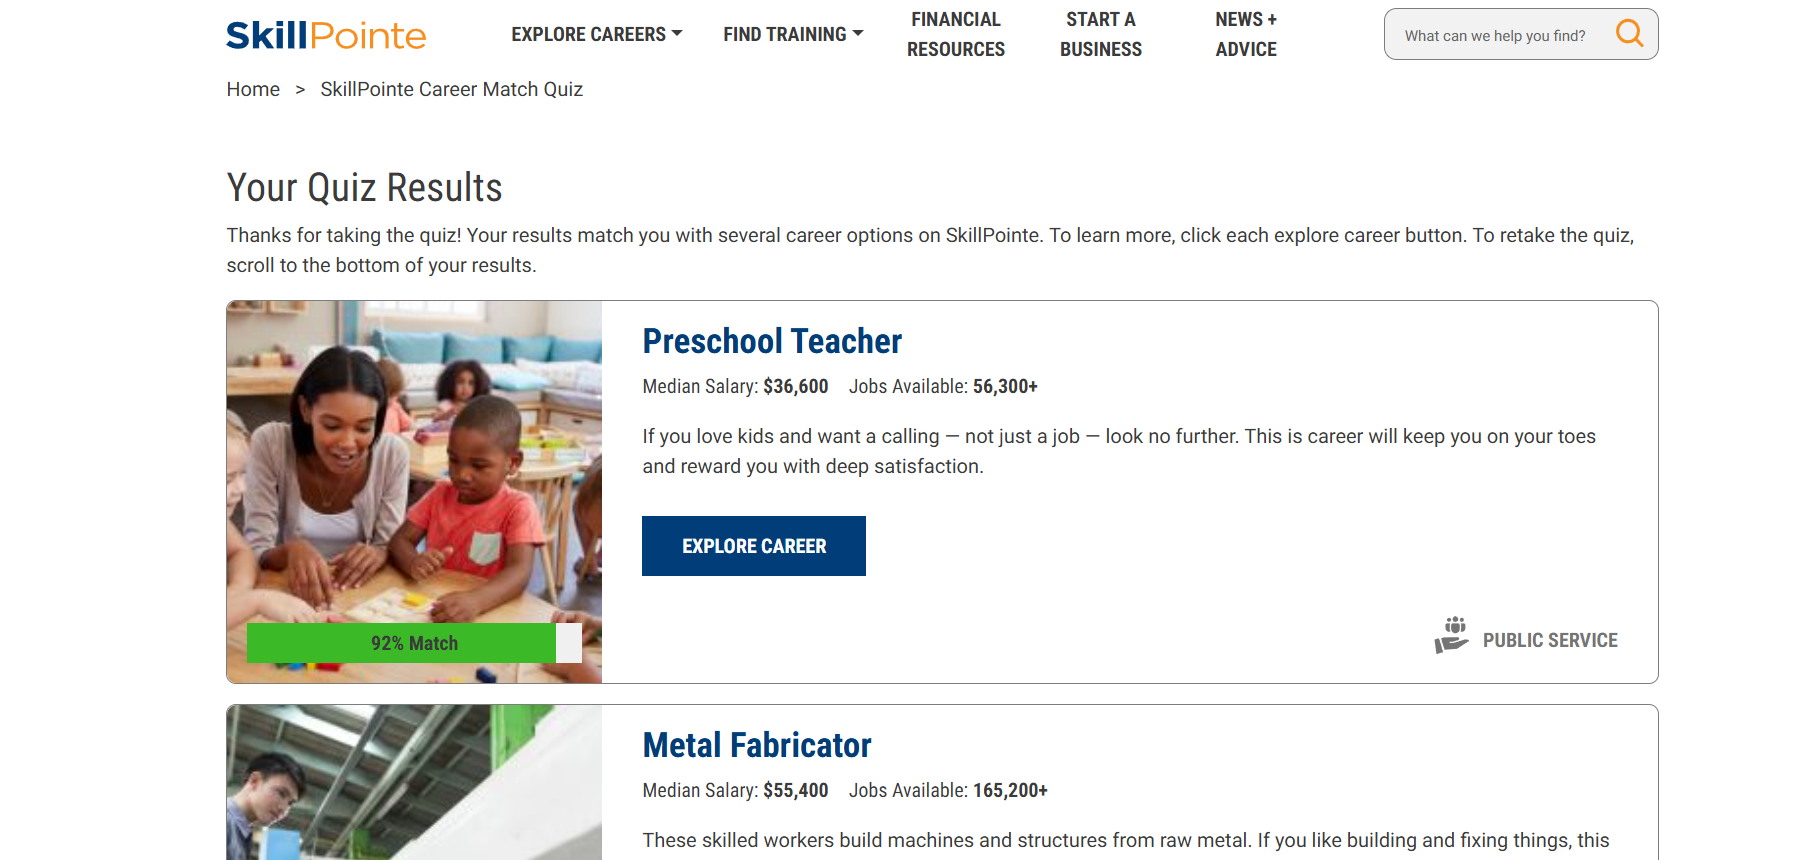 SkillPointe
EXPLORE CAREERS
FIND TRAINING
FINANCIAL
RESOURCES
START A
BUSINESS
NEWS +
ADVICE
What can we help you find?
Home > SkillPointe Career Match Quiz
Your Quiz Results
Thanks for taking the quiz! Your results match you with several career options on SkillPointe. To learn more, click each explore career button. To retake the quiz,
scroll to the bottom of your results.
Preschool Teacher
Median Salary: $36,600 Jobs Available: 56,300+
If you love kids and want a calling — not just a job — look no further. This is career will keep you on your toes
and reward you with deep satisfaction.
EXPLORE CAREER
92% Match
PUBLIC SERVICE
Metal Fabricator
Median Salary: $55,400 Jobs Available: 165,200+
These skilled workers build machines and structures from raw metal. If you like building and fixing things, this